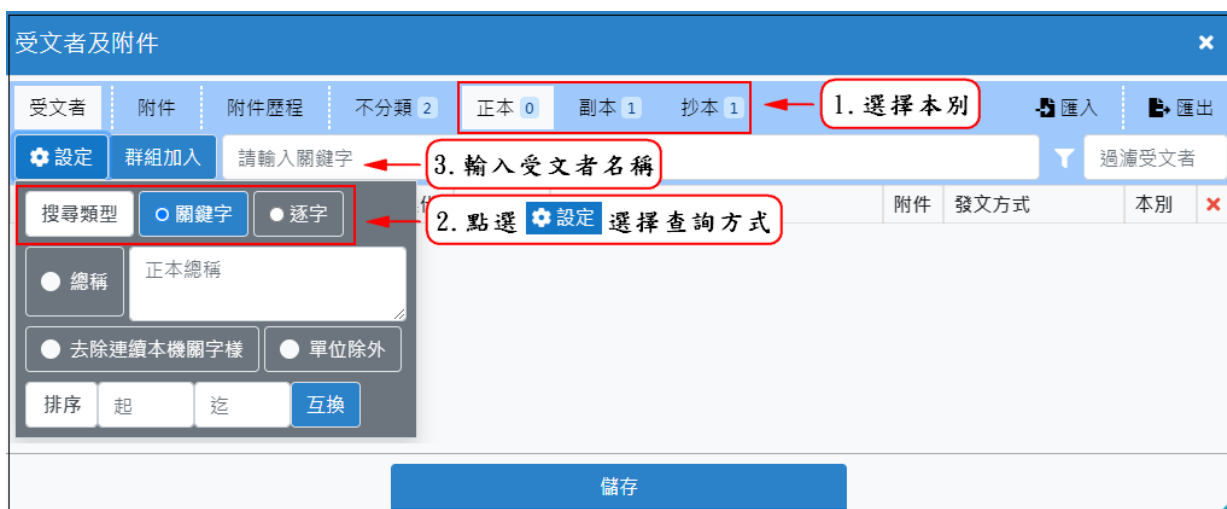 受文者及附件 ×
受文者 附件 附件歷程 不分類 2 正本 0 副本 1 抄本 1 1. 選擇本別 匯入 匯出
設定 群組加入 請輸入關鍵字 3. 輸入受文者名稱 過濾受文者
搜尋類型 關鍵字 逐字 2. 點選 設定 選擇查詢方式 附件 發文方式 本別 ×
總稱 正本總稱
去除連續本機關字樣 單位除外
排序 起 迄 互換
儲存